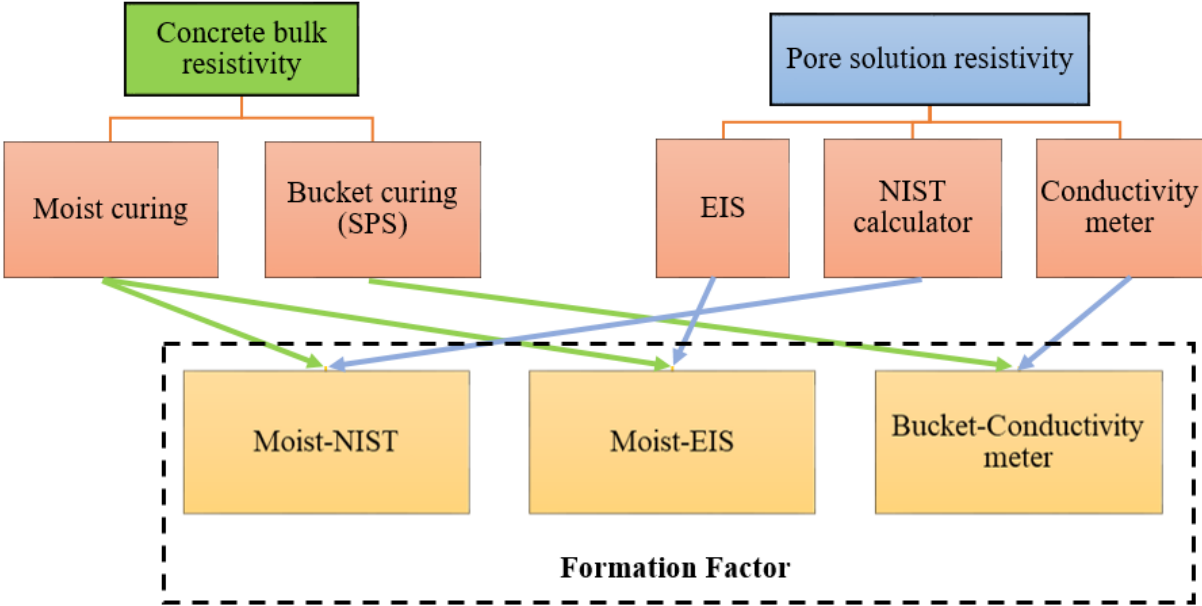 Concrete bulk
resistivity
Pore solution resistivity
Moist curing
Bucket curing
(SPS)
EIS
NIST
calculator
Conductivity
meter
Moist-NIST
Moist-EIS
Bucket-Conductivity
meter
Formation Factor